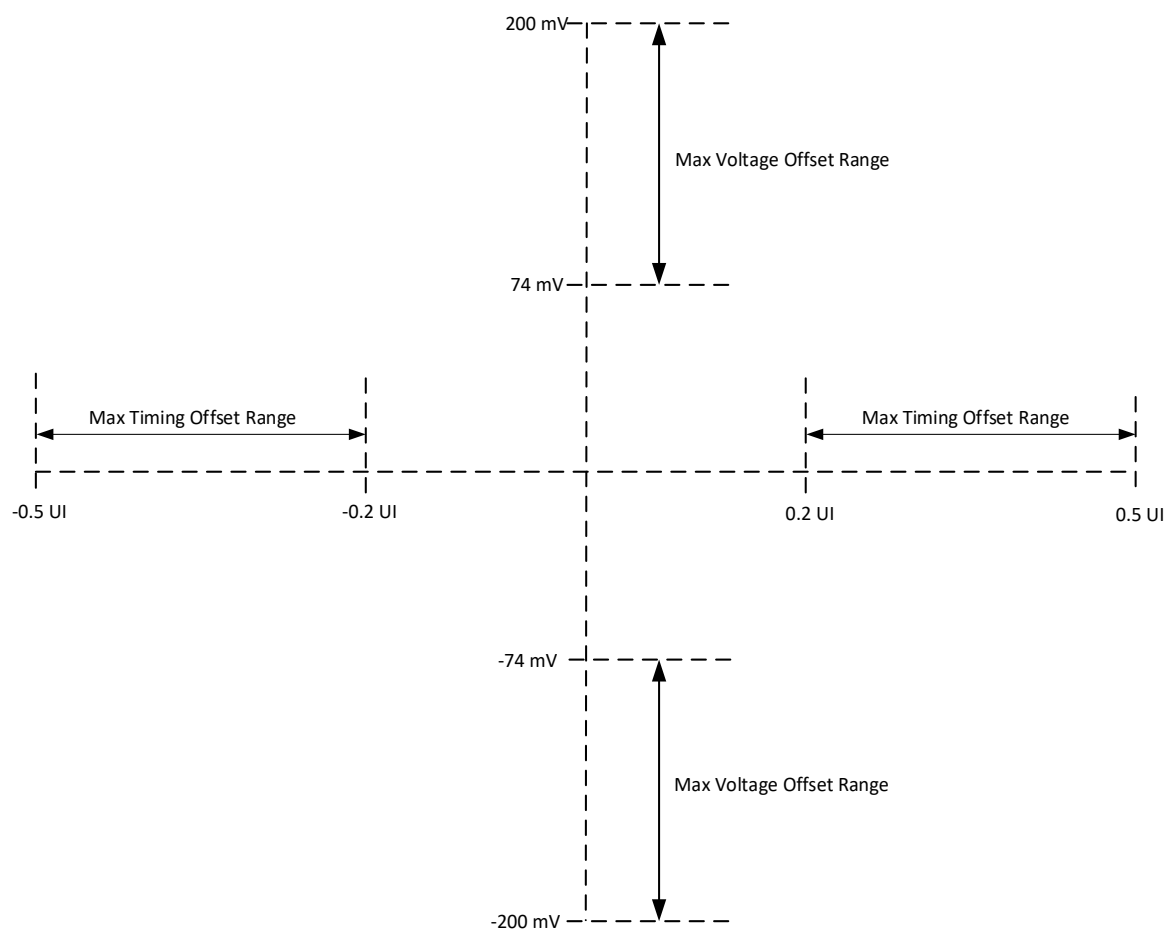 200 mV
Max Voltage Offset Range
74 mV
Max Timing Offset Range
Max Timing Offset Range
-0.5 UI
-0.2 UI
0.2 UI
0.5 UI
-74 mV
Max Voltage Offset Range
-200 mV